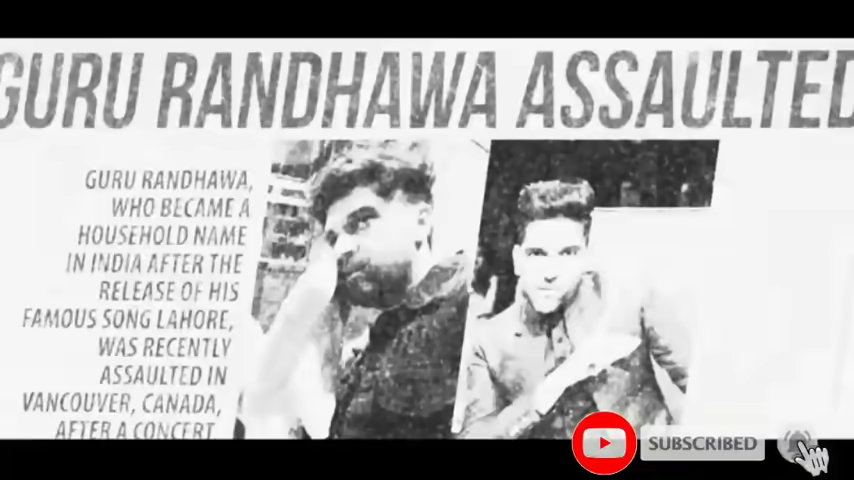 GURU RANDHAWA ASSAULTED
GURU RANDHAWA,
WHO BECAME A
HOUSEHOLD NAME
IN INDIA AFTER THE
RELEASE OF HIS
FAMOUS SONG LAHORE,
WAS RECENTLY
ASSAULTED IN
VANCOUVER, CANADA,
AFTER A CONCERT
SUBSCRIBED